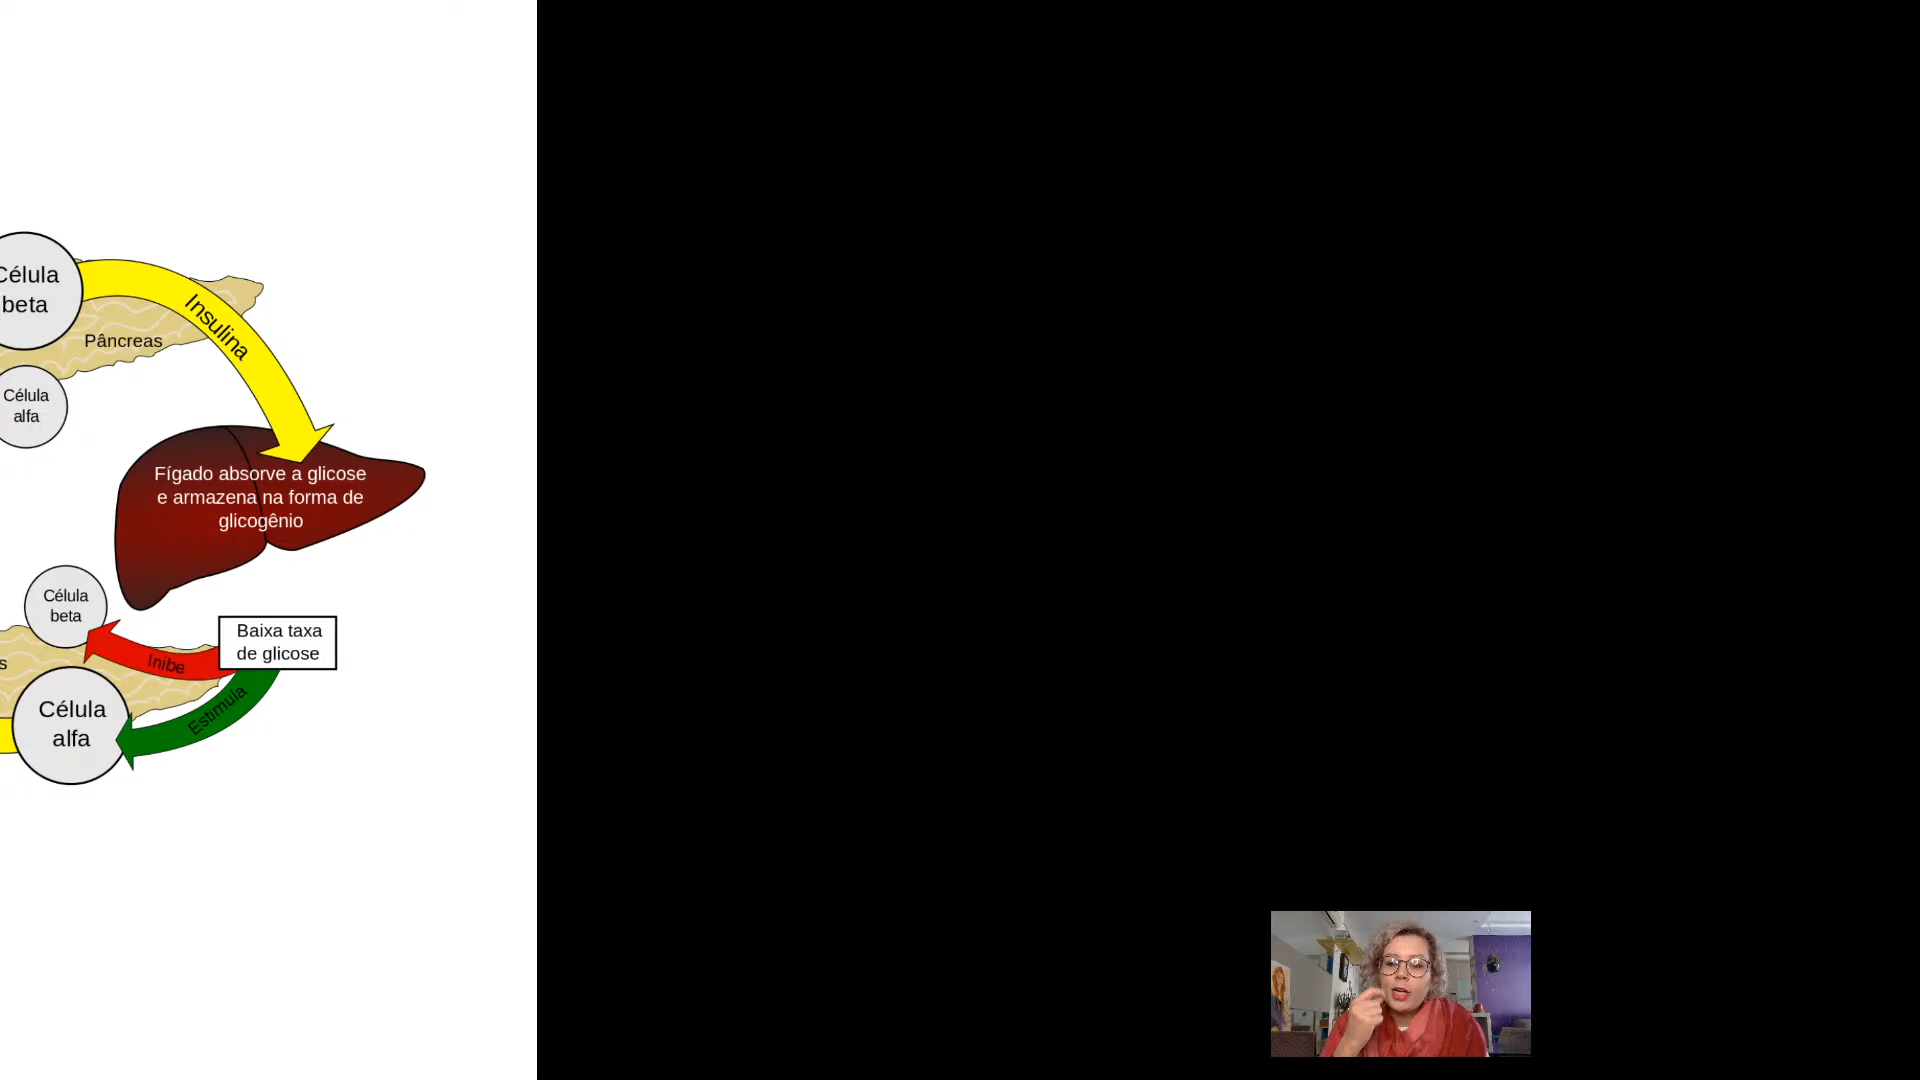 Célula
beta
Insulina
Pâncreas
Célula
alfa
Fígado absorve a glicose
e armazena na forma de
glicogênio
Célula
beta
Baixa taxa
de glicose
Inibe
s
Estimula
Célula
alfa